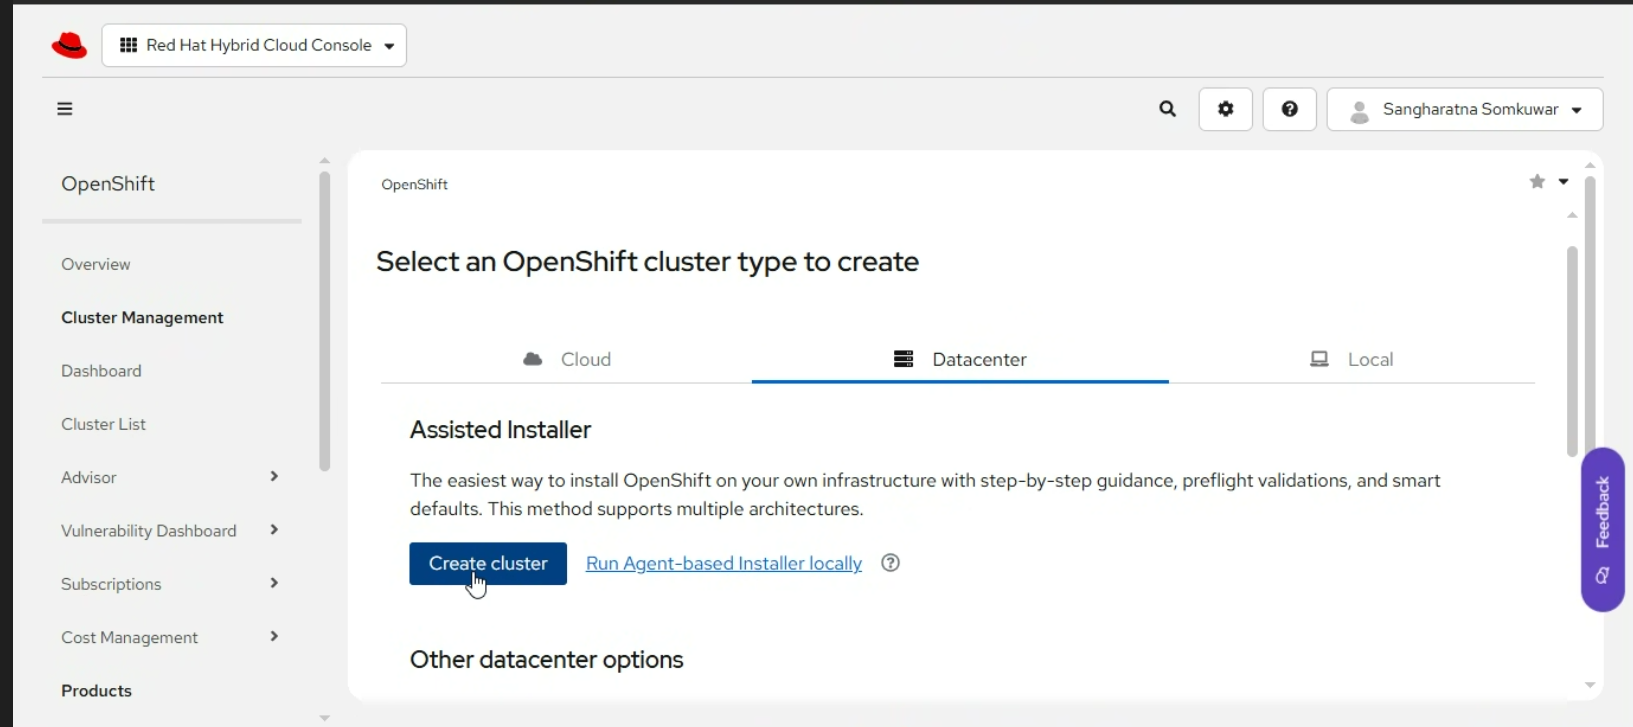 Red Hat Hybrid Cloud Console
Sangharatna Somkuwar
OpenShift
Overview
Cluster Management
Dashboard
Cluster List
Advisor
Vulnerability Dashboard
Subscriptions
Cost Management
Products
OpenShift
Select an OpenShift cluster type to create
Cloud
Datacenter
Local
Assisted Installer
The easiest way to install OpenShift on your own infrastructure with step-by-step guidance, preflight validations, and smart
defaults. This method supports multiple architectures.
Create cluster
Run Agent-based Installer locally
Other datacenter options
Feedback